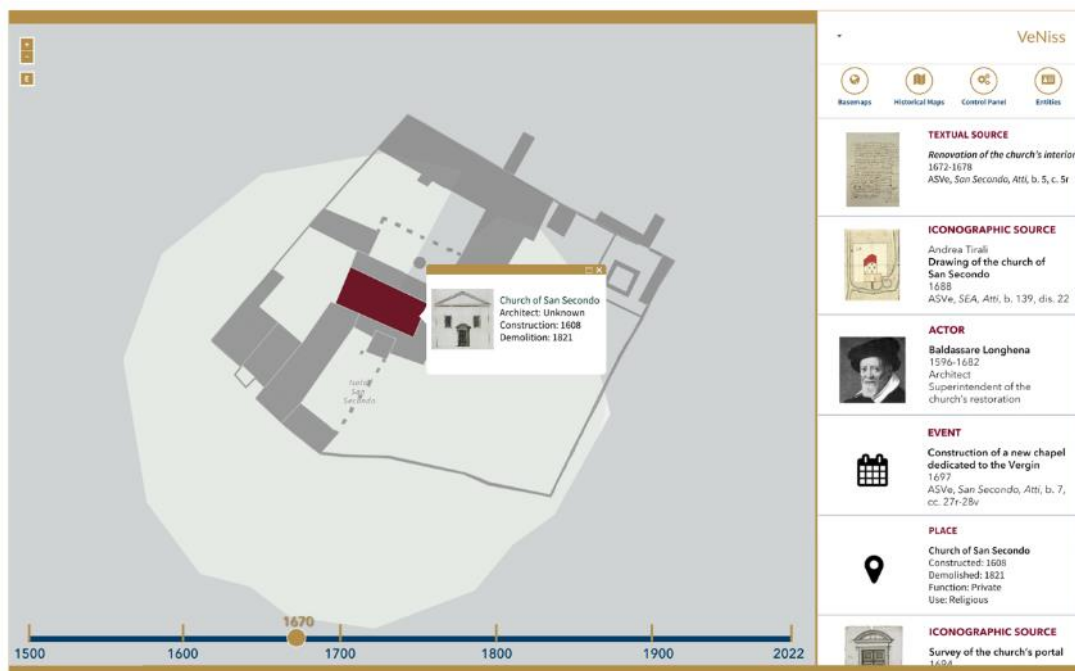 +
−
E
Isola
San
Secondo
Church of San Secondo
Architect: Unknown
Construction: 1608
Demolition: 1821
1670
1500 1600 1700 1800 1900 2022
VeNiss
Basemaps Historical Maps Control Panel Entities
TEXTUAL SOURCE
Renovation of the church's interior
1672-1678
ASVe, San Secondo, Atti, b. 5, c. 5r
ICONOGRAPHIC SOURCE
Andrea Tirali
Drawing of the church of
San Secondo
1688
ASVe, SEA, Atti, b. 139, dis. 22
ACTOR
Baldassare Longhena
1596-1682
Architect
Superintendent of the
church's restoration
EVENT
Construction of a new chapel
dedicated to the Vergin
1697
ASVe, San Secondo, Atti, b. 7,
cc. 27r-28v
PLACE
Church of San Secondo
Constructed: 1608
Demolished: 1821
Function: Private
Use: Religious
ICONOGRAPHIC SOURCE
Survey of the church's portal
1694